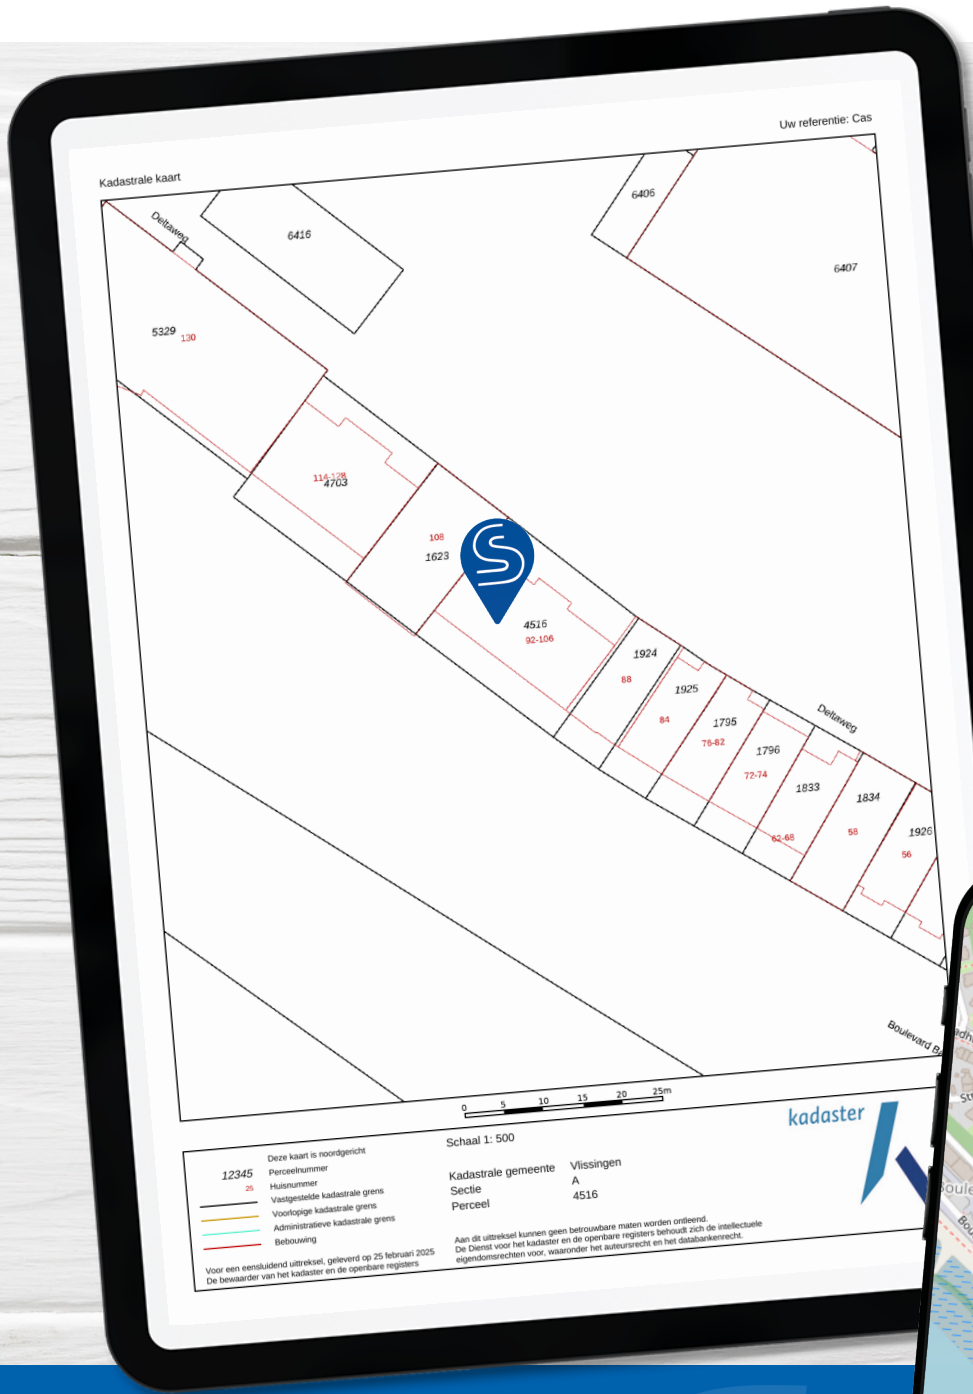 Uw referentie: Cas
Kadastrale kaart
Deltaweg
6416
6406
6407
5329
130
114-128
4703
108
1623
4516
92-106
1924
88
1925
84
1795
76-82
1796
72-74
1833
62-68
1834
58
1926
56
Deltaweg
Boulevard
0 5 10 15 20 25m
Schaal 1: 500
kadaster
Deze kaart is noordgericht
12345 Perceelnummer
25 Huisnummer
Vastgestelde kadastrale grens
Voorlopige kadastrale grens
Administratieve kadastrale grens
Bebouwing
Voor een eensluidend uittreksel, geleverd op 25 februari 2025
De bewaarder van het kadaster en de openbare registers
Kadastrale gemeente Vlissingen
Sectie A
Perceel 4516
Aan dit uittreksel kunnen geen betrouwbare maten worden ontleend.
De Dienst voor het kadaster en de openbare registers behoudt zich de intellectuele
eigendomsrechten voor, waaronder het auteursrecht en het databankenrecht.